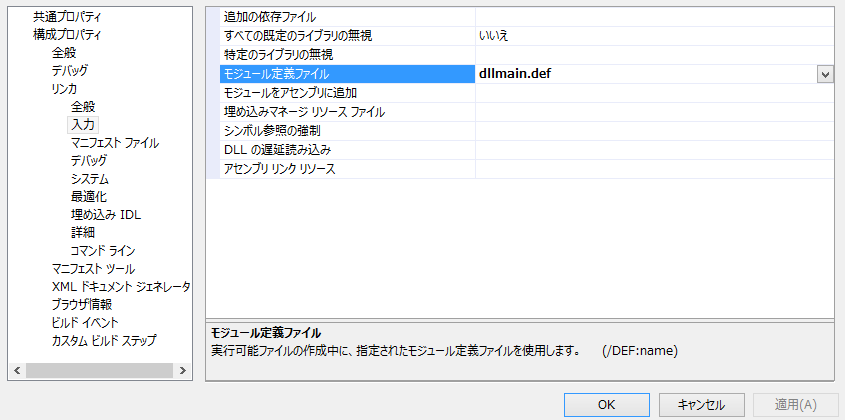 共通プロパティ
構成プロパティ
全般
デバッグ
リンカ
全般
入力
マニフェスト ファイル
デバッグ
システム
最適化
埋め込み IDL
詳細
コマンド ライン
マニフェスト ツール
XML ドキュメント ジェネレータ
ブラウザ情報
ビルド イベント
カスタム ビルド ステップ
追加の依存ファイル
すべての既定のライブラリの無視 いいえ
特定のライブラリの無視
モジュール定義ファイル dllmain.def
モジュールをアセンブリに追加
埋め込みマネージ リソース ファイル
シンボル参照の強制
DLL の遅延読み込み
アセンブリ リンク リソース
モジュール定義ファイル
実行可能ファイルの作成中に、指定されたモジュール定義ファイルを使用します。 (/DEF:name)
OK キャンセル 適用(A)